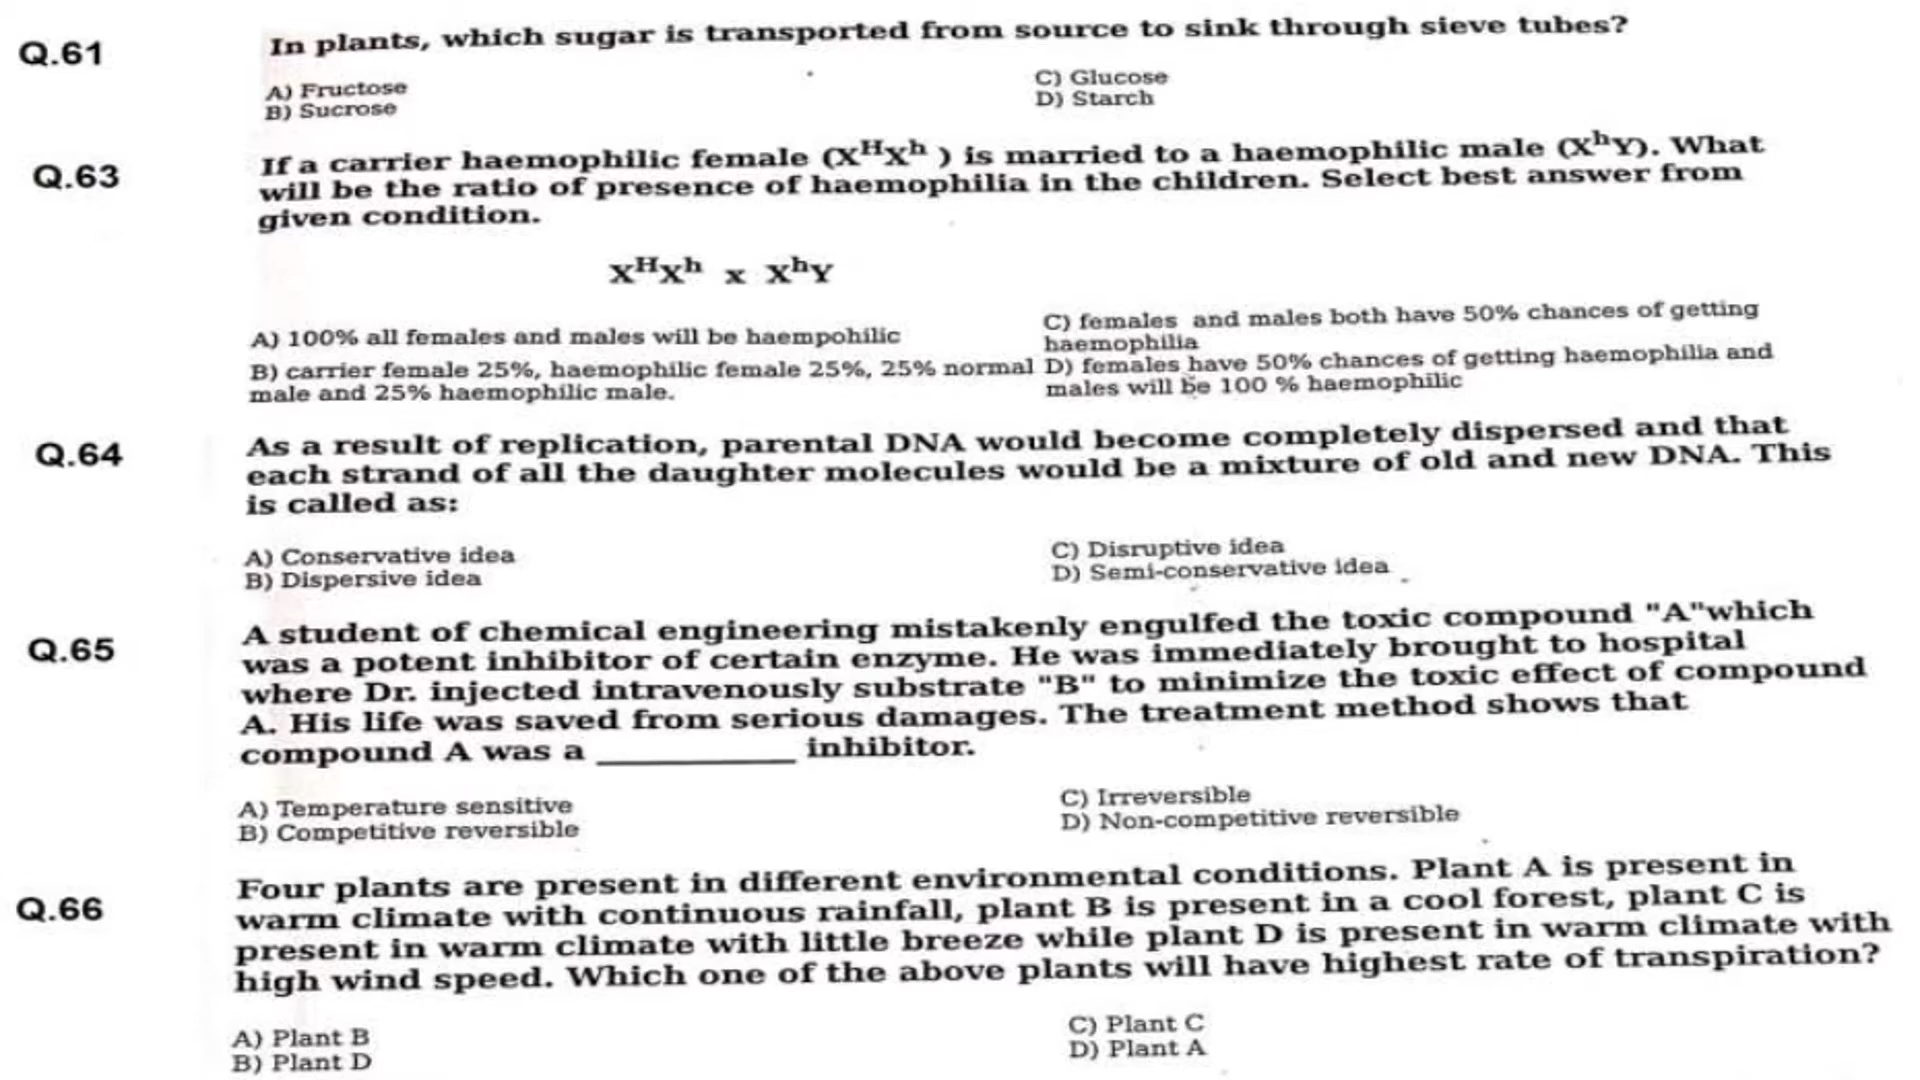 Q.61 In plants, which sugar is transported from source to sink through sieve tubes?
A) Fructose
B) Sucrose
C) Glucose
D) Starch
Q.63 If a carrier haemophilic female (XᴴXʰ ) is married to a haemophilic male (XʰY). What
will be the ratio of presence of haemophilia in the children. Select best answer from
given condition.
XᴴXʰ x XʰY
A) 100% all females and males will be haempohilic
B) carrier female 25%, haemophilic female 25%, 25% normal
male and 25% haemophilic male.
C) females and males both have 50% chances of getting
haemophilia
D) females have 50% chances of getting haemophilia and
males will be 100 % haemophilic
Q.64 As a result of replication, parental DNA would become completely dispersed and that
each strand of all the daughter molecules would be a mixture of old and new DNA. This
is called as:
A) Conservative idea
B) Dispersive idea
C) Disruptive idea
D) Semi-conservative idea
Q.65 A student of chemical engineering mistakenly engulfed the toxic compound "A"which
was a potent inhibitor of certain enzyme. He was immediately brought to hospital
where Dr. injected intravenously substrate "B" to minimize the toxic effect of compound
A. His life was saved from serious damages. The treatment method shows that
compound A was a __________ inhibitor.
A) Temperature sensitive
B) Competitive reversible
C) Irreversible
D) Non-competitive reversible
Q.66 Four plants are present in different environmental conditions. Plant A is present in
warm climate with continuous rainfall, plant B is present in a cool forest, plant C is
present in warm climate with little breeze while plant D is present in warm climate with
high wind speed. Which one of the above plants will have highest rate of transpiration?
A) Plant B
B) Plant D
C) Plant C
D) Plant A